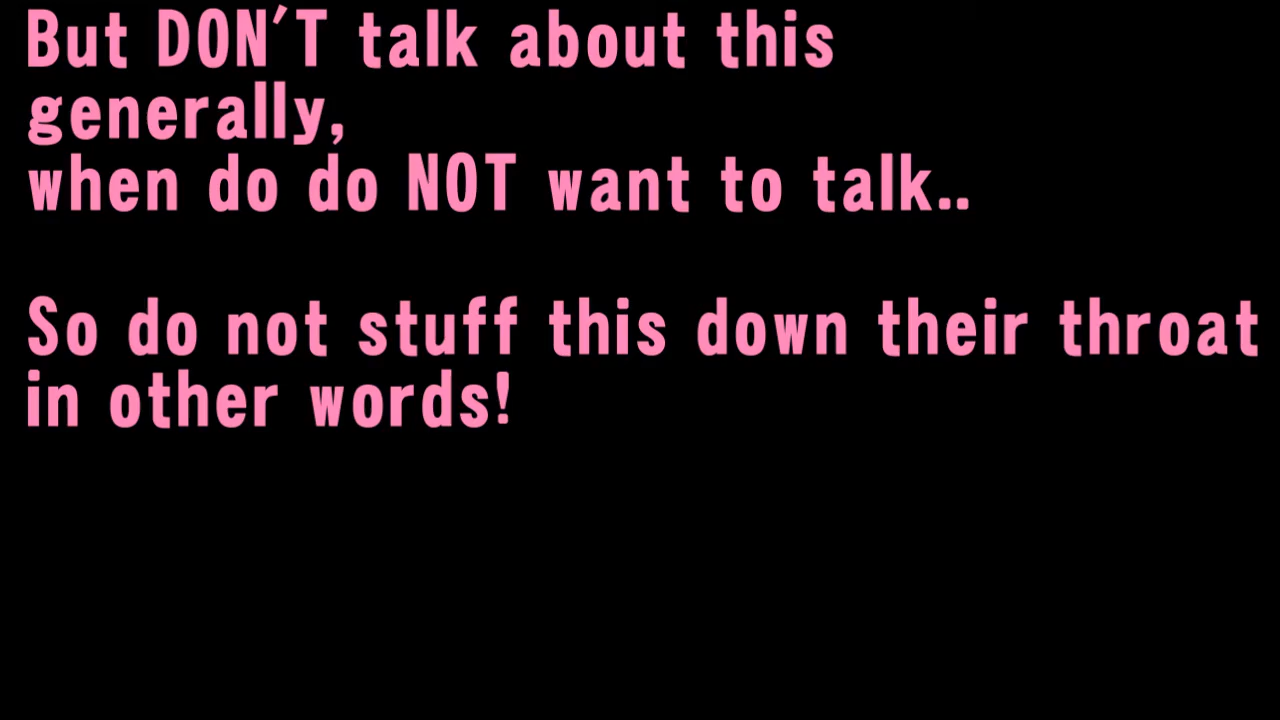 But DON'T talk about this
generally,
when do do NOT want to talk..
So do not stuff this down their throat
in other words!